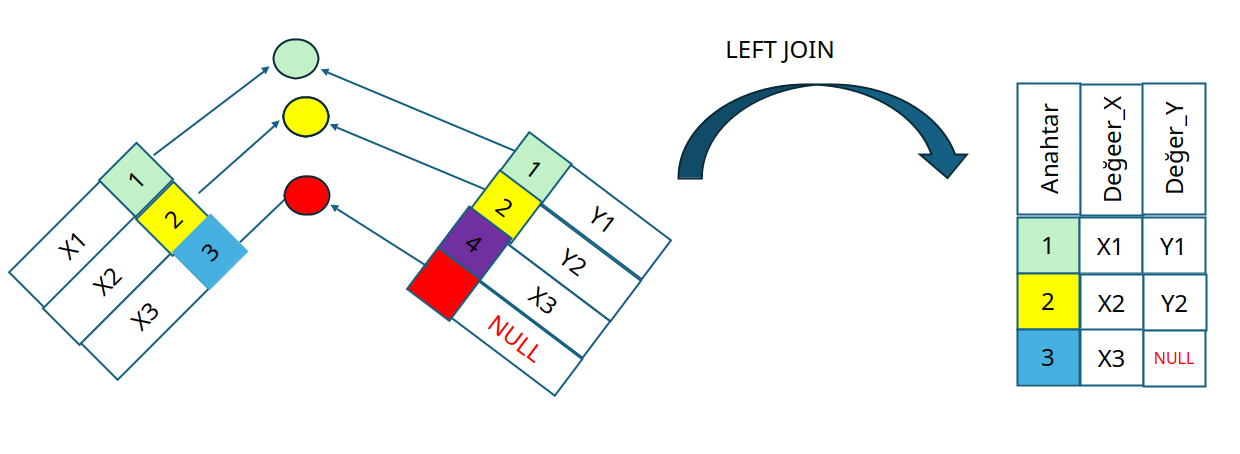 LEFT JOIN
1
X1
2
X2
3
X3
1
Y1
2
Y2
4
X3
NULL
Anahtar Değeer_X Değer_Y
1 X1 Y1
2 X2 Y2
3 X3 NULL